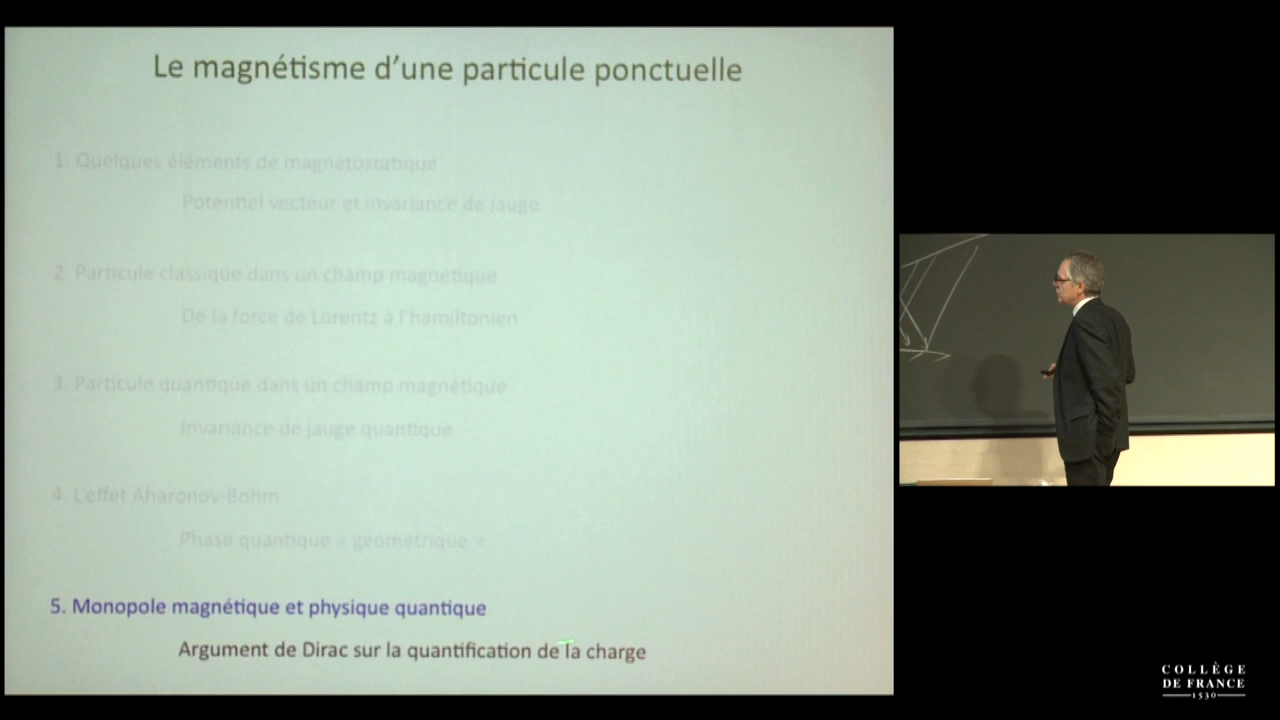 Le magnétisme d'une particule ponctuelle
1. Quelques éléments de magnétostatique
Potentiel vecteur et invariance de jauge
2. Particule classique dans un champ magnétique
De la force de Lorentz à l'hamiltonien
3. Particule quantique dans un champ magnétique
Invariance de jauge quantique
4. L'effet Aharonov-Bohm
Phase quantique « géométrique »
5. Monopole magnétique et physique quantique
Argument de Dirac sur la quantification de la charge
COLLÈGE
DE FRANCE
1530